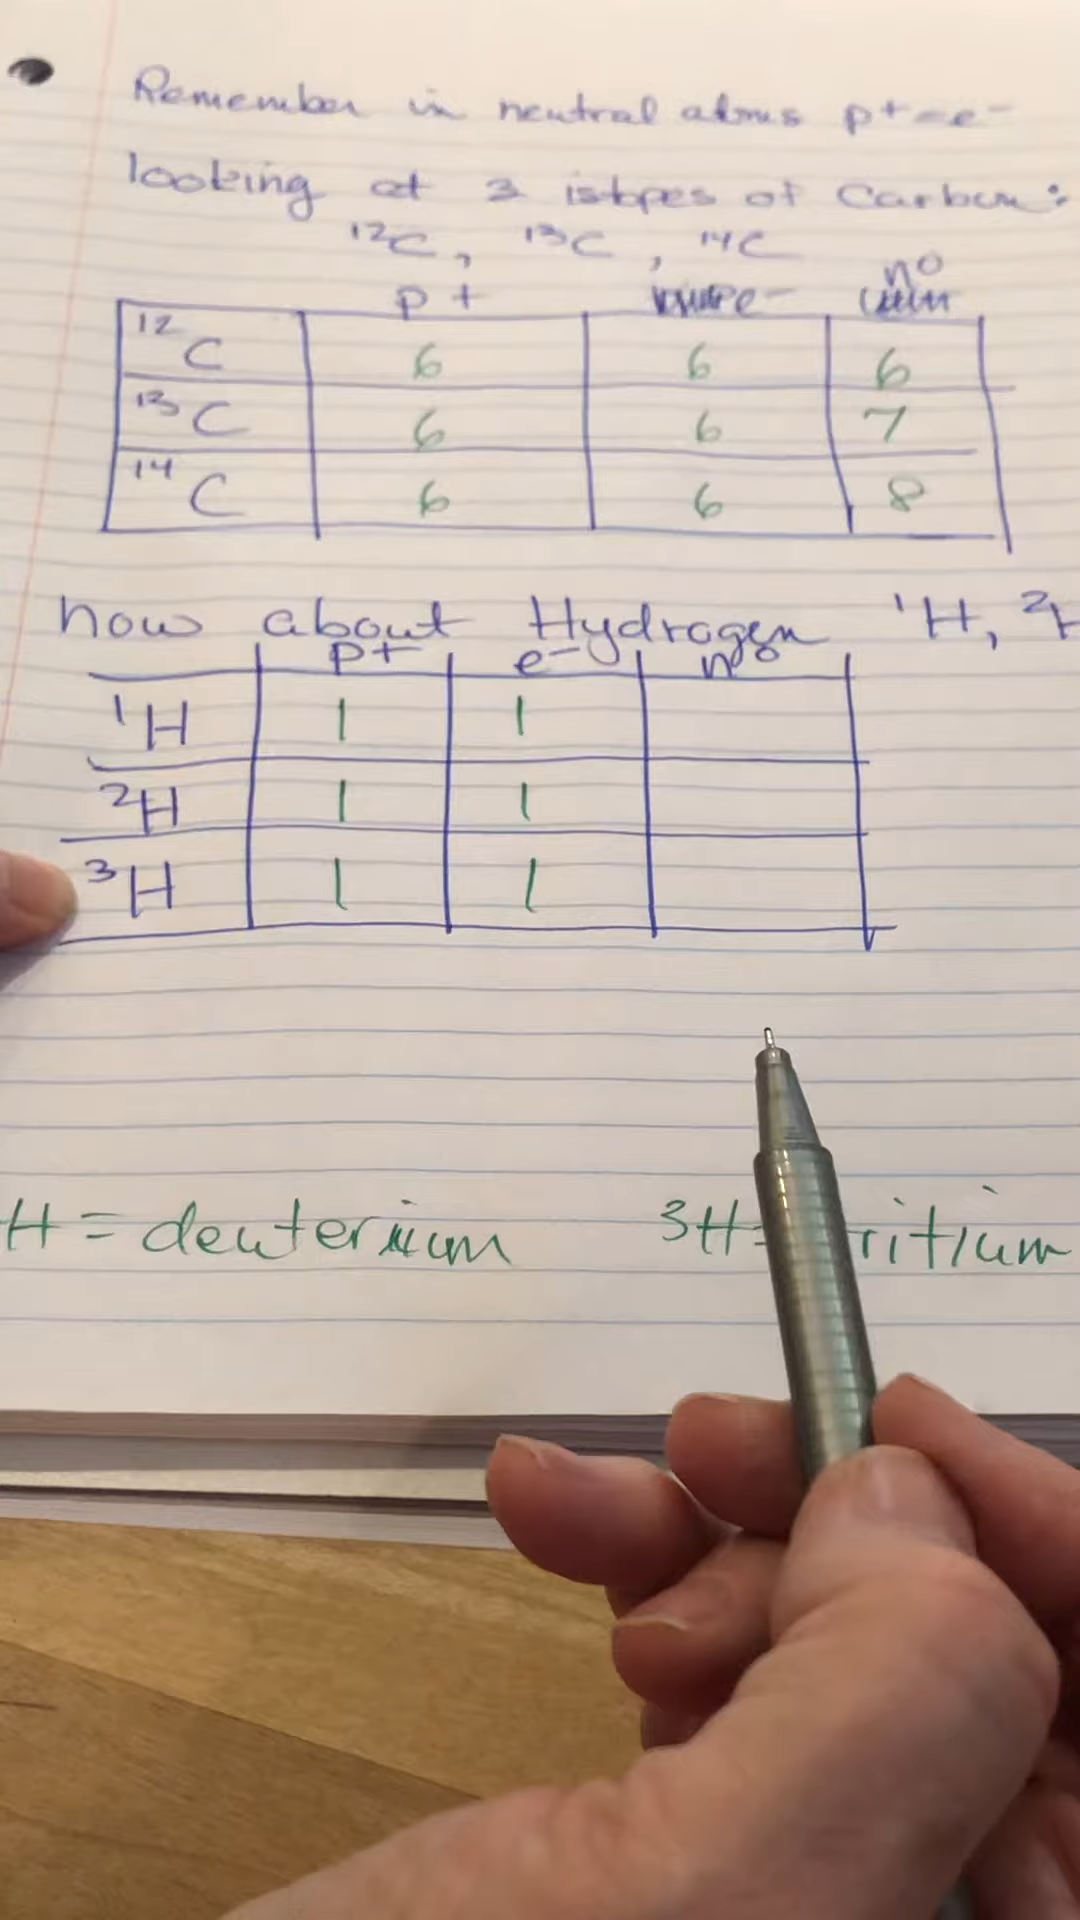 Remember in neutral atoms p+ = e-
looking at 3 istopes of Carbon:
¹²C, ¹³C, ¹⁴C
p+ e- n⁰
¹²C 6 6 6
¹³C 6 6 7
¹⁴C 6 6 8
how about Hydrogen ¹H, ²H
p+ e- n⁰
¹H 1 1
²H 1 1
³H 1 1
H = deuterium ³H = tritium